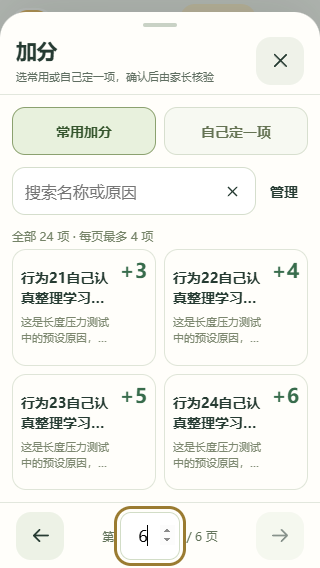 加分
选常用或自己定一项，确认后由家长核验
常用加分
自己定一项
搜索名称或原因
管理
全部 24 项 · 每页最多 4 项
行为21自己认
真整理学习...
+3
这是长度压力测试
中的预设原因，...
行为22自己认
真整理学习...
+4
这是长度压力测试
中的预设原因，...
行为23自己认
真整理学习...
+5
这是长度压力测试
中的预设原因，...
行为24自己认
真整理学习...
+6
这是长度压力测试
中的预设原因，...
第 6 / 6 页